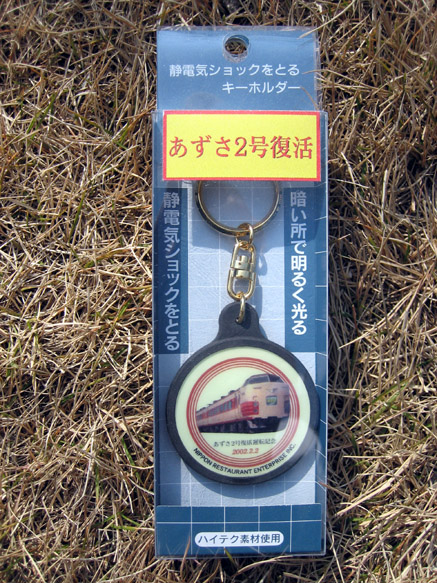 静電気ショックをとる
キーホルダー
あずさ2号復活
静電気ショックをとる
暗い所で明るく光る
あずさ2号復活運転記念
2002.2.2
NIPPON RESTAURANT ENTERPRISE INC.
ハイテク素材使用